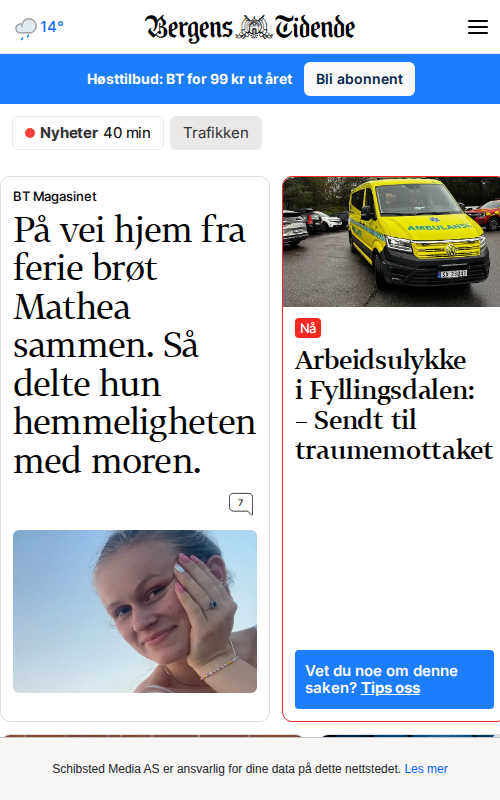 14°
Bergens Tidende
Høsttilbud: BT for 99 kr ut året
Bli abonnent
Nyheter 40 min
Trafikken
BT Magasinet
På vei hjem fra
ferie brøt
Mathea
sammen. Så
delte hun
hemmeligheten
med moren.
7
AMBULANSE
Nå
Arbeidsulykke
i Fyllingsdalen:
– Sendt til
traumemottaket
Vet du noe om denne
saken? Tips oss
Schibsted Media AS er ansvarlig for dine data på dette nettstedet. Les mer